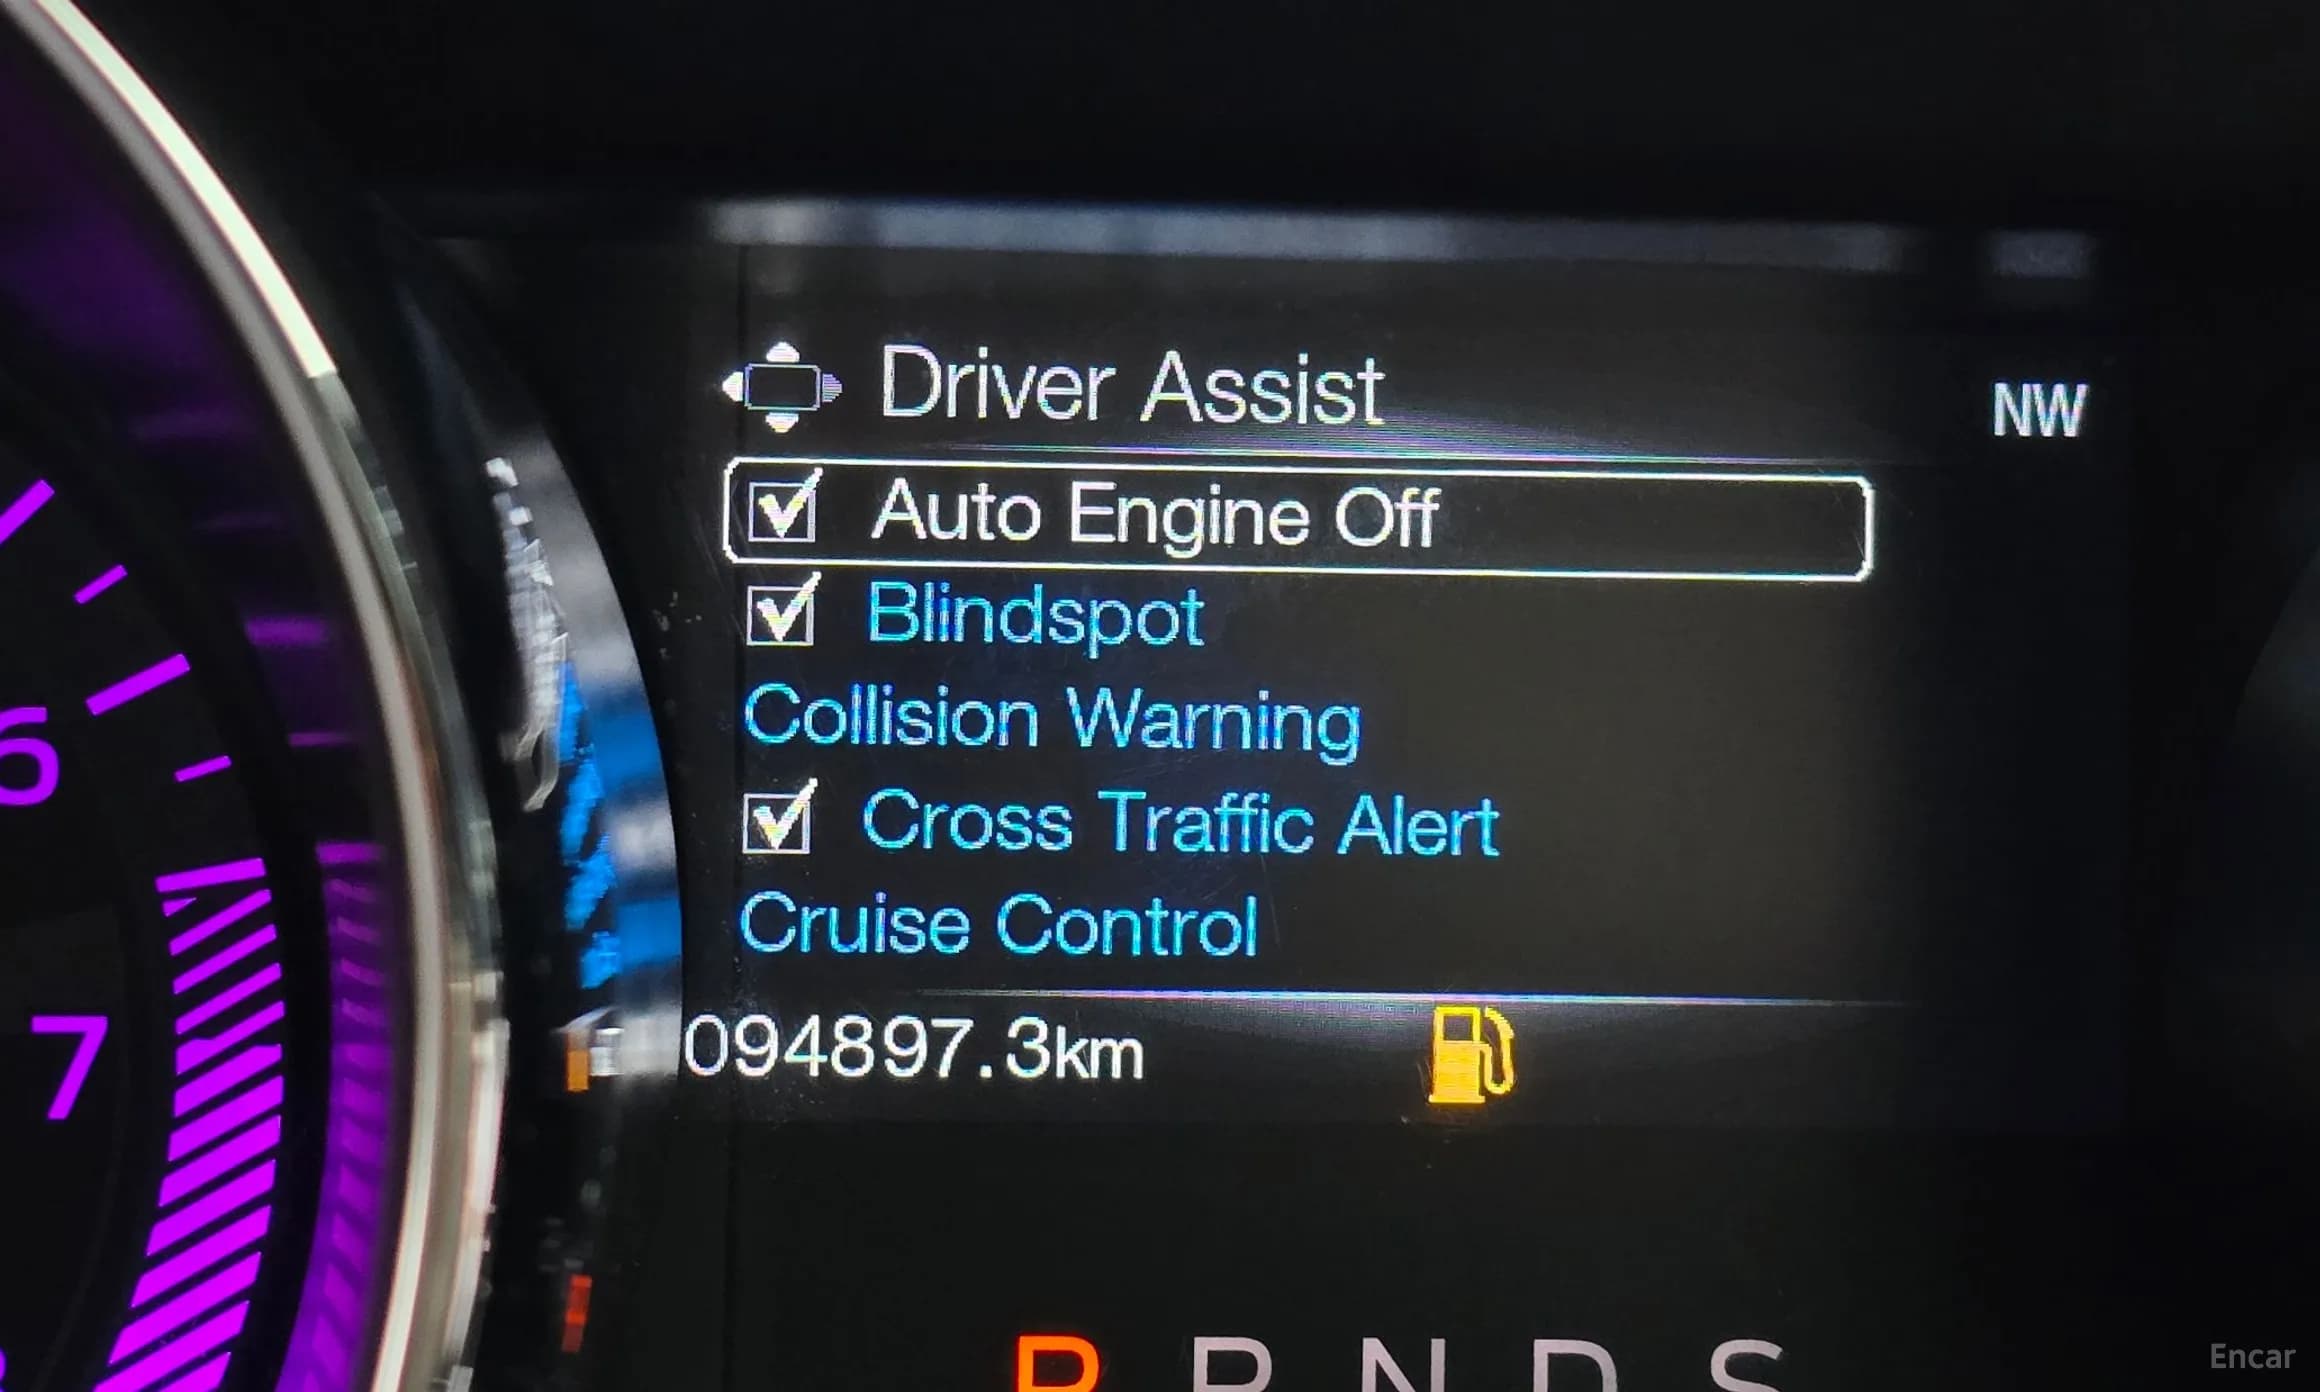 Driver Assist
NW
Auto Engine Off
Blindspot
Collision Warning
Cross Traffic Alert
Cruise Control
094897.3km
6
7
P R N D S
Encar